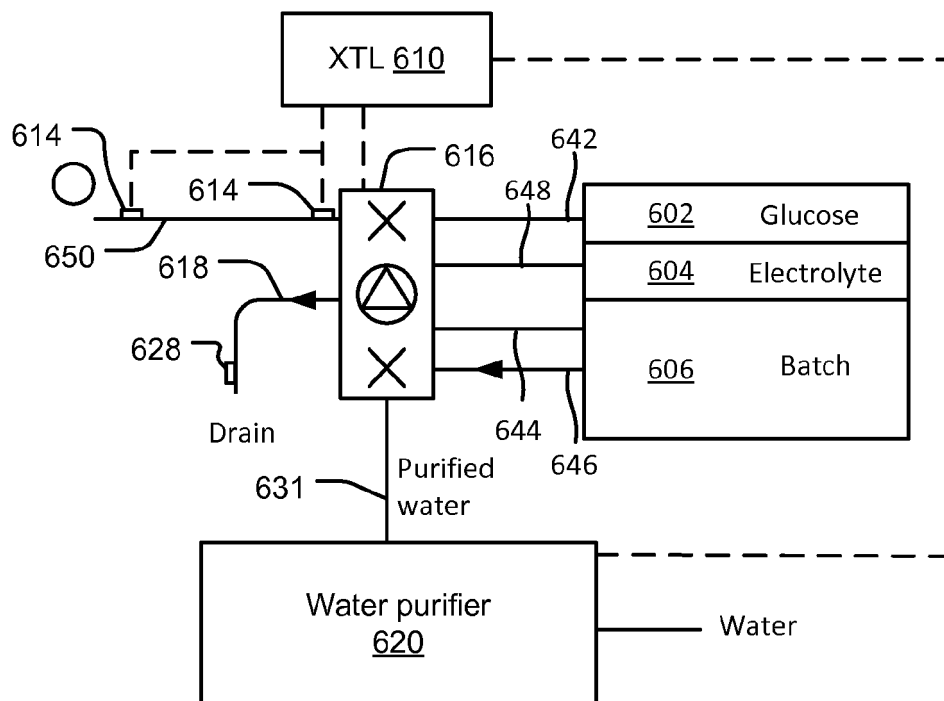 XTL 610
614
616
642
614
648
602 Glucose
650
618
604 Electrolyte
628
606 Batch
Drain
644
646
631
Purified
water
Water purifier
620
Water